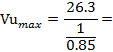 Vu_max = 26.3 / (1 / 0.85) =